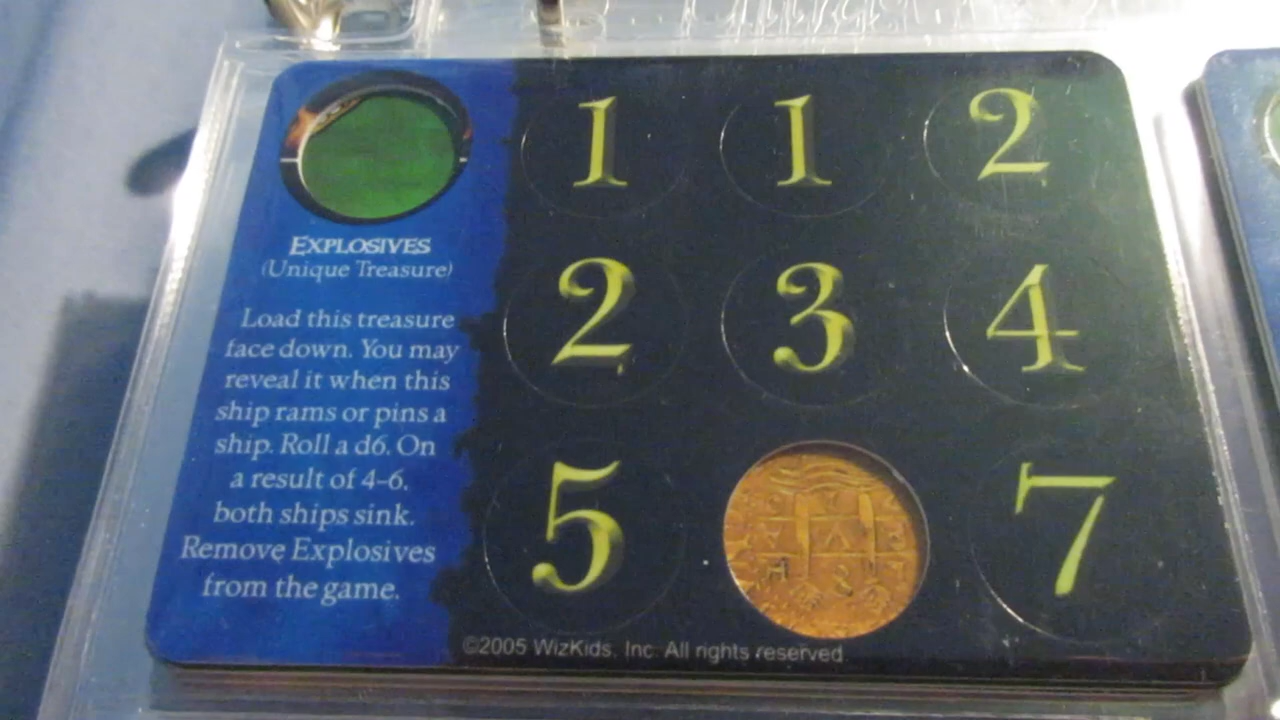 EXPLOSIVES
(Unique Treasure)
Load this treasure
face down. You may
reveal it when this
ship rams or pins a
ship. Roll a d6. On
a result of 4–6,
both ships sink.
Remove Explosives
from the game.
1 1 2
2 3 4
5 7
©2005 WizKids, Inc. All rights reserved